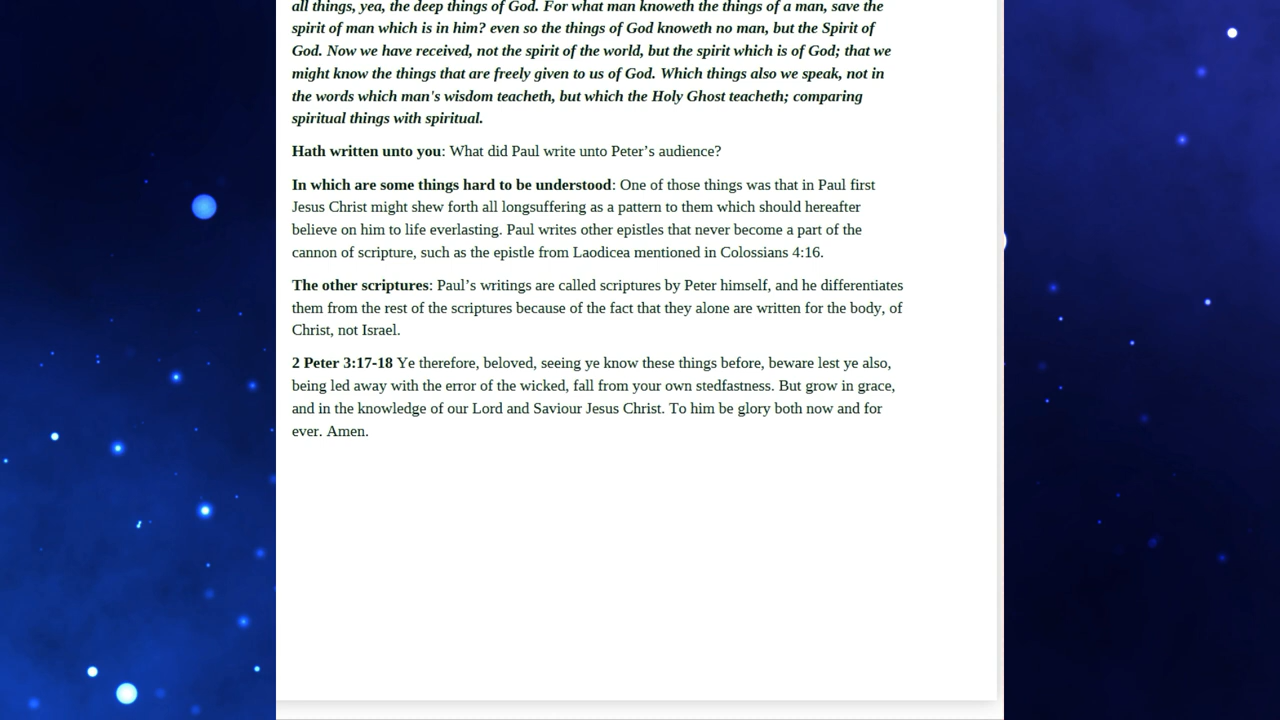 all things, yea, the deep things of God. For what man knoweth the things of a man, save the
spirit of man which is in him? even so the things of God knoweth no man, but the Spirit of
God. Now we have received, not the spirit of the world, but the spirit which is of God; that we
might know the things that are freely given to us of God. Which things also we speak, not in
the words which man's wisdom teacheth, but which the Holy Ghost teacheth; comparing
spiritual things with spiritual.
Hath written unto you: What did Paul write unto Peter’s audience?
In which are some things hard to be understood: One of those things was that in Paul first
Jesus Christ might shew forth all longsuffering as a pattern to them which should hereafter
believe on him to life everlasting. Paul writes other epistles that never become a part of the
cannon of scripture, such as the epistle from Laodicea mentioned in Colossians 4:16.
The other scriptures: Paul’s writings are called scriptures by Peter himself, and he differentiates
them from the rest of the scriptures because of the fact that they alone are written for the body, of
Christ, not Israel.
2 Peter 3:17-18 Ye therefore, beloved, seeing ye know these things before, beware lest ye also,
being led away with the error of the wicked, fall from your own stedfastness. But grow in grace,
and in the knowledge of our Lord and Saviour Jesus Christ. To him be glory both now and for
ever. Amen.